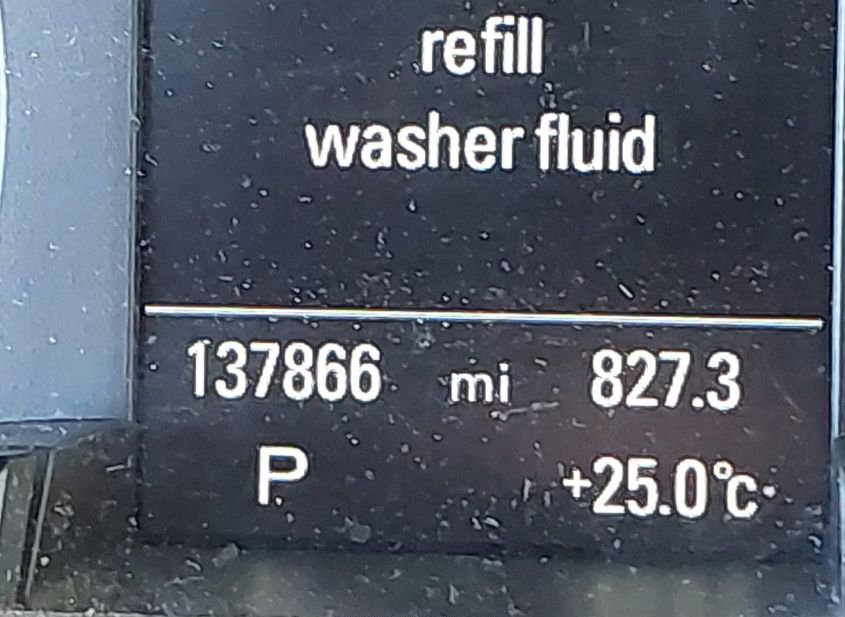 refill
washer fluid
137866 mi 827.3
P +25.0°C